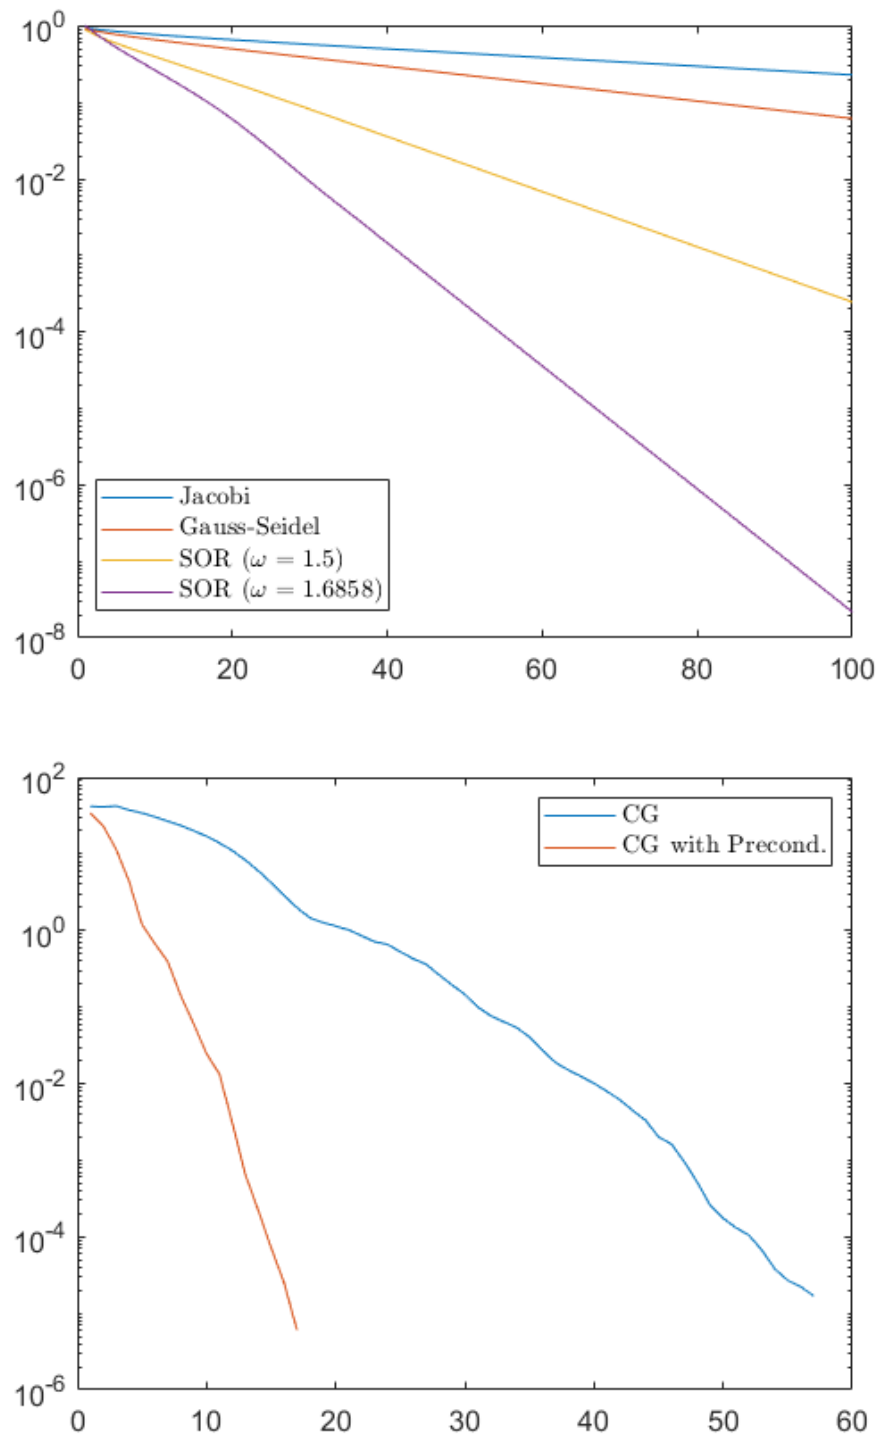 10^0
10^-2
10^-4
10^-6
10^-8
Jacobi
Gauss-Seidel
SOR (ω = 1.5)
SOR (ω = 1.6858)
0 20 40 60 80 100
10^2
10^0
10^-2
10^-4
10^-6
CG
CG with Precond.
0 10 20 30 40 50 60